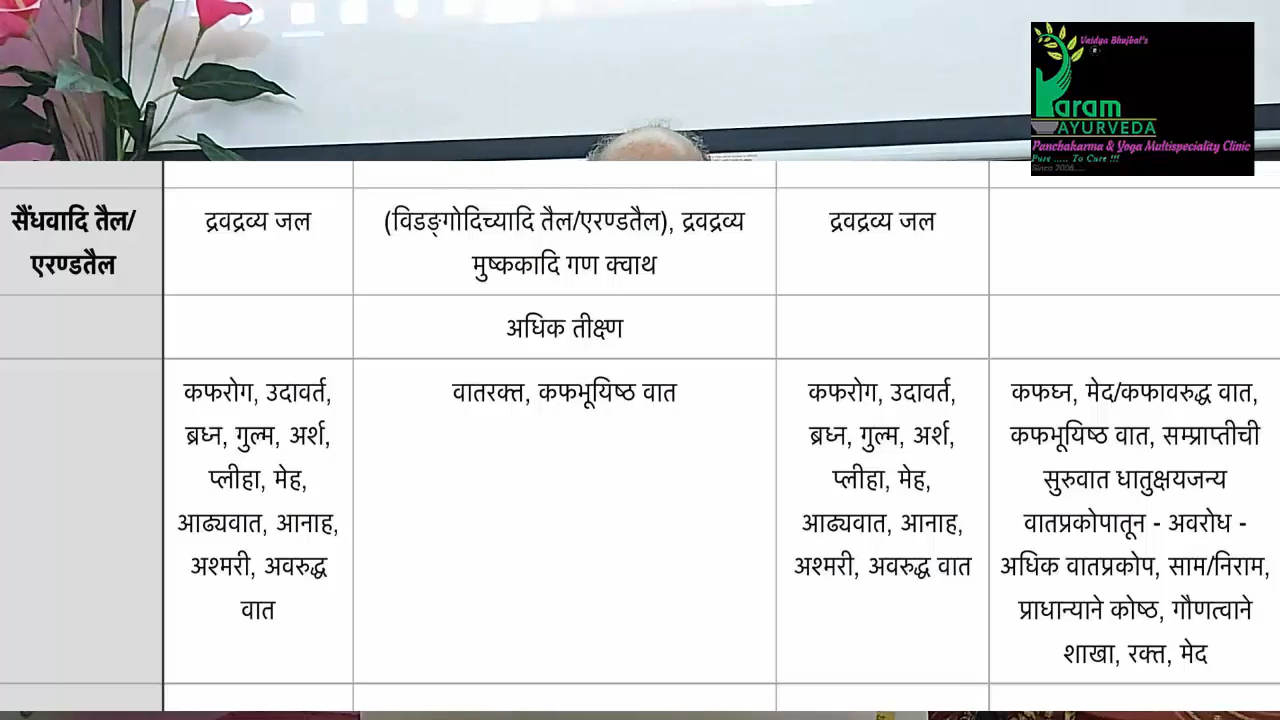 Vaidya Bhujbal's
Param
AYURVEDA
Panchakarma & Yoga Multispeciality Clinic
Pure ..... To Cure !!!
Since 2006.....
सैंधवादि तैल/
एरण्डतैल
द्रवद्रव्य जल
(विडङ्गोदिच्यादि तैल/एरण्डतैल), द्रवद्रव्य
मुष्ककादि गण क्वाथ
द्रवद्रव्य जल
अधिक तीक्ष्ण
कफरोग, उदावर्त,
ब्रध्न, गुल्म, अर्श,
प्लीहा, मेह,
आढ्यवात, आनाह,
अश्मरी, अवरुद्ध
वात
वातरक्त, कफभूयिष्ठ वात
कफरोग, उदावर्त,
ब्रध्न, गुल्म, अर्श,
प्लीहा, मेह,
आढ्यवात, आनाह,
अश्मरी, अवरुद्ध वात
कफघ्न, मेद/कफावरुद्ध वात,
कफभूयिष्ठ वात, सम्प्राप्तीची
सुरुवात धातुक्षयजन्य
वातप्रकोपातून - अवरोध -
अधिक वातप्रकोप, साम/निराम,
प्राधान्याने कोष्ठ, गौणत्वाने
शाखा, रक्त, मेद